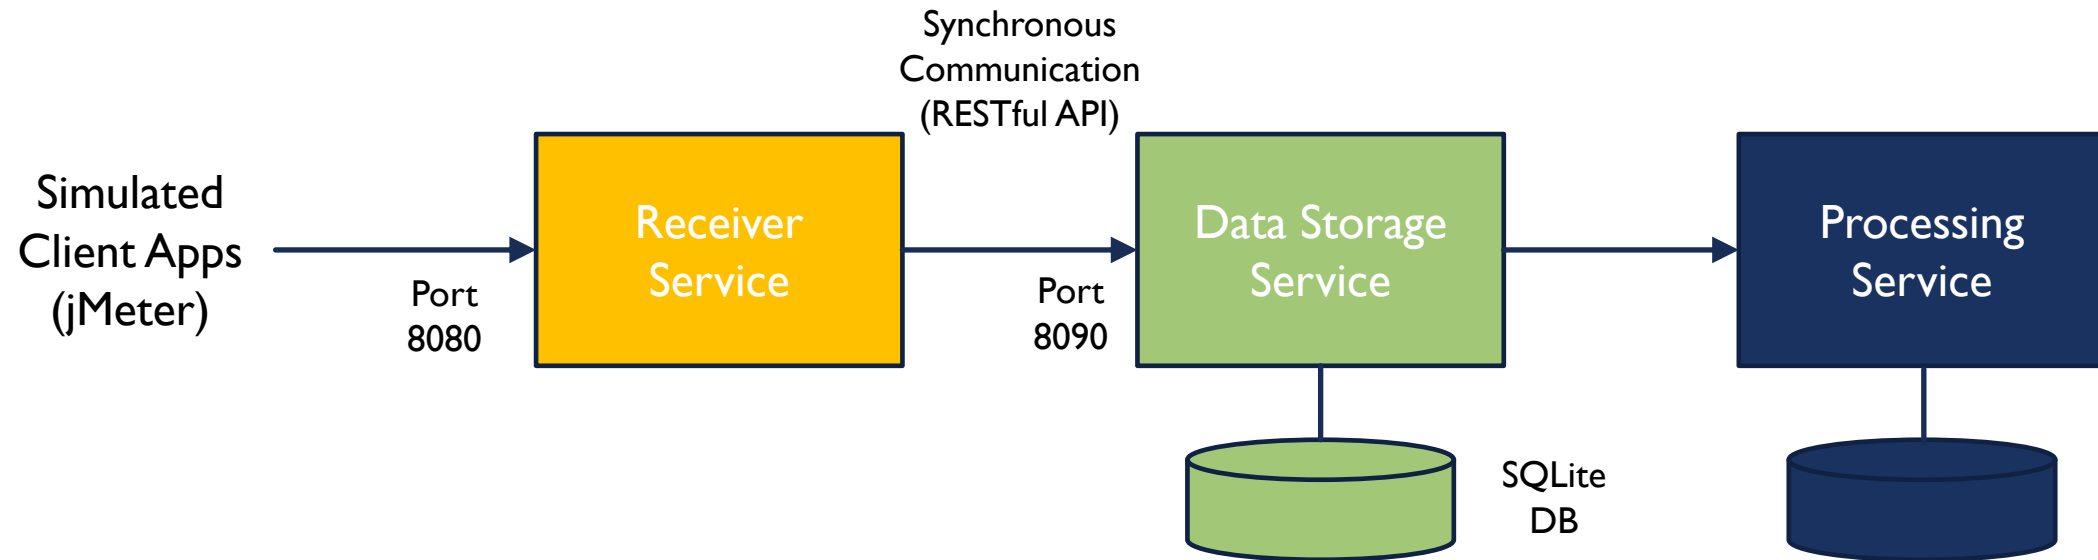 Synchronous
Communication
(RESTful API)
Simulated
Client Apps
(jMeter)
Port
8080
Receiver
Service
Port
8090
Data Storage
Service
Processing
Service
SQLite
DB